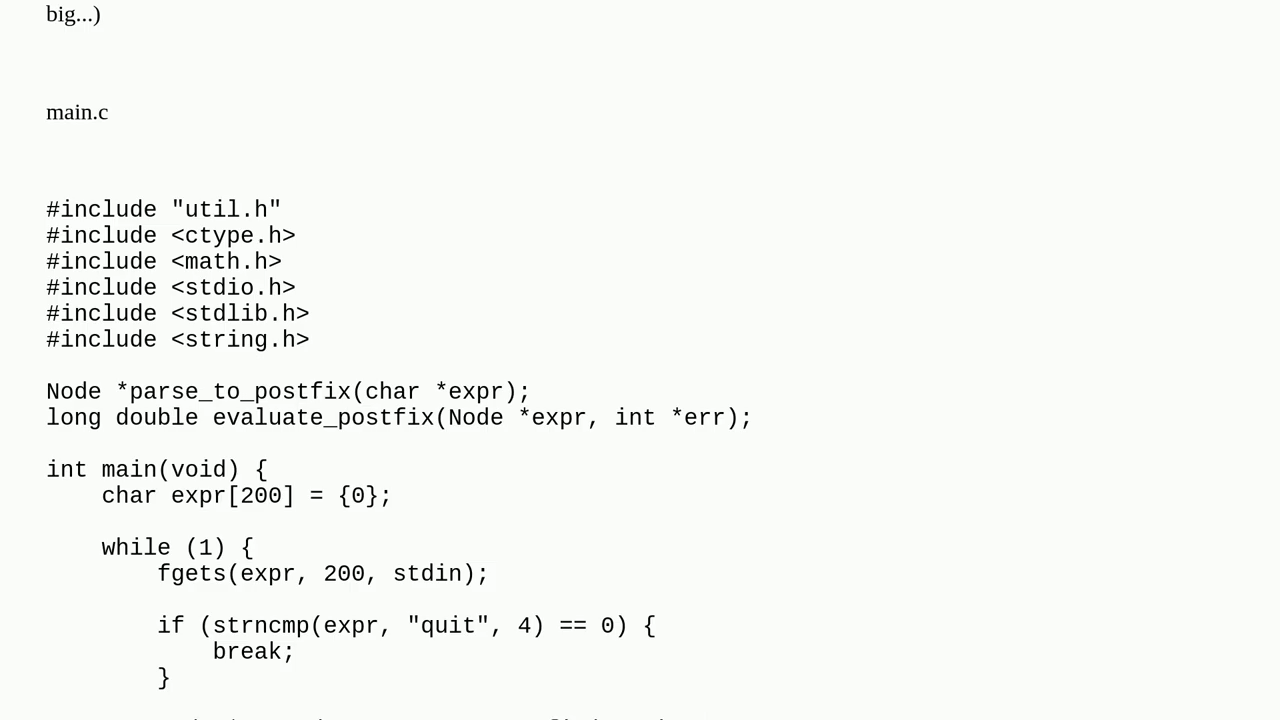 big...)
main.c
#include "util.h"
#include <ctype.h>
#include <math.h>
#include <stdio.h>
#include <stdlib.h>
#include <string.h>
Node *parse_to_postfix(char *expr);
long double evaluate_postfix(Node *expr, int *err);
int main(void) {
    char expr[200] = {0};
    while (1) {
        fgets(expr, 200, stdin);
        if (strncmp(expr, "quit", 4) == 0) {
            break;
        }